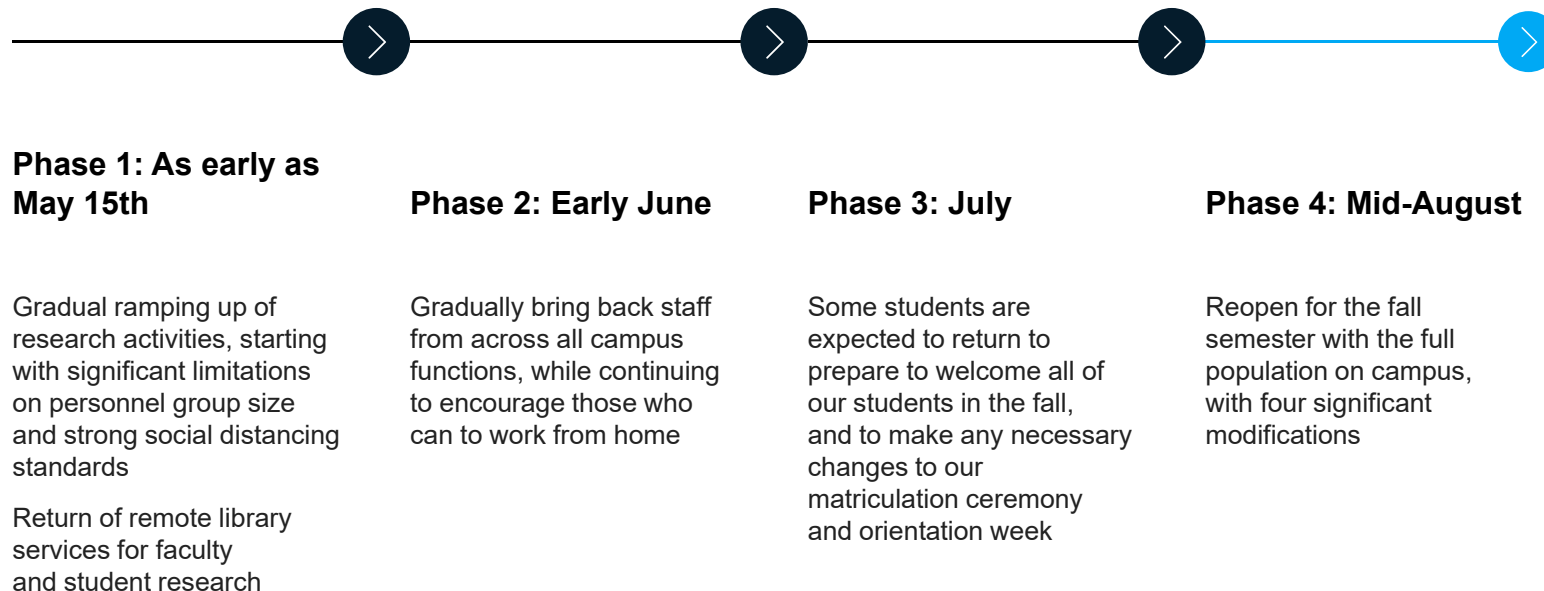 Phase 1: As early as
May 15th
Gradual ramping up of
research activities, starting
with significant limitations
on personnel group size
and strong social distancing
standards
Return of remote library
services for faculty
and student research
Phase 2: Early June
Gradually bring back staff
from across all campus
functions, while continuing
to encourage those who
can to work from home
Phase 3: July
Some students are
expected to return to
prepare to welcome all of
our students in the fall,
and to make any necessary
changes to our
matriculation ceremony
and orientation week
Phase 4: Mid-August
Reopen for the fall
semester with the full
population on campus,
with four significant
modifications